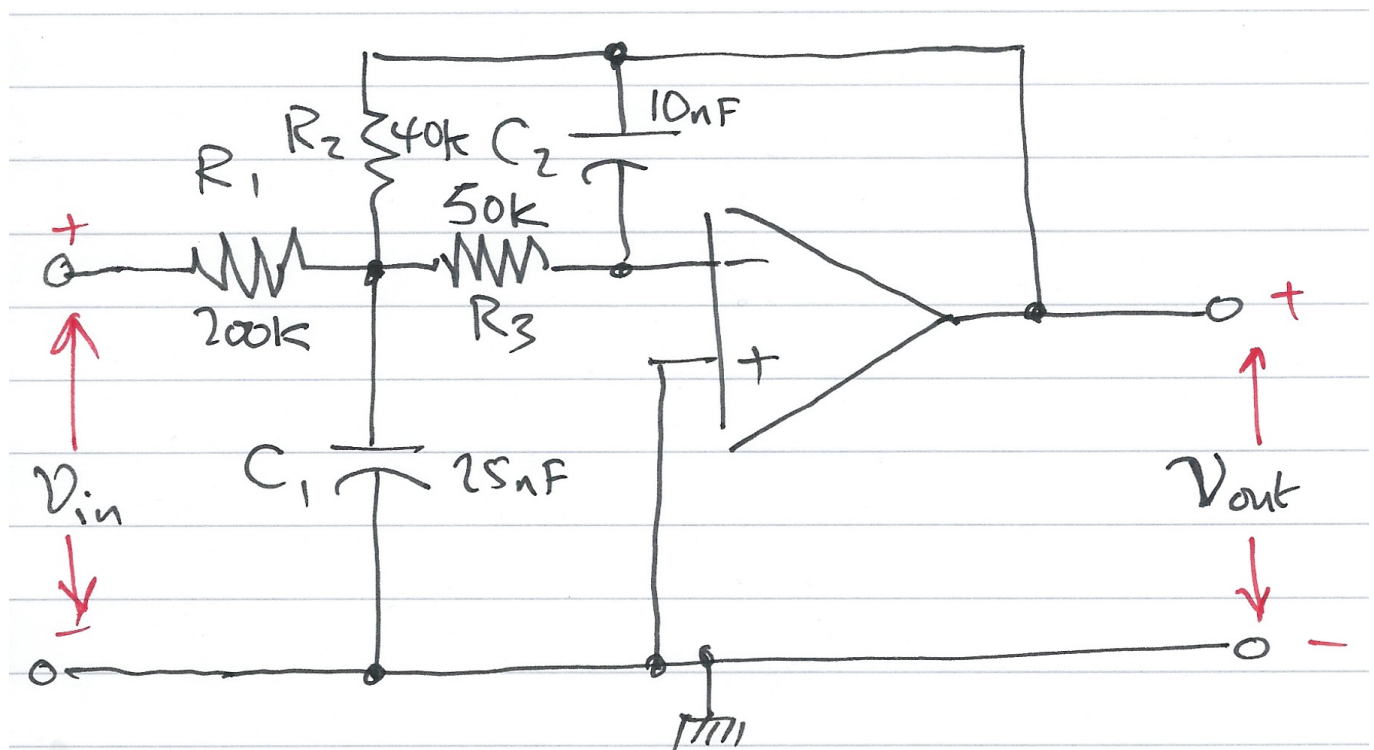 10nF
R2 40k C2
R1
50k
+
200k
R3
-
+
+
C1 25nF
Vin
Vout
-
-